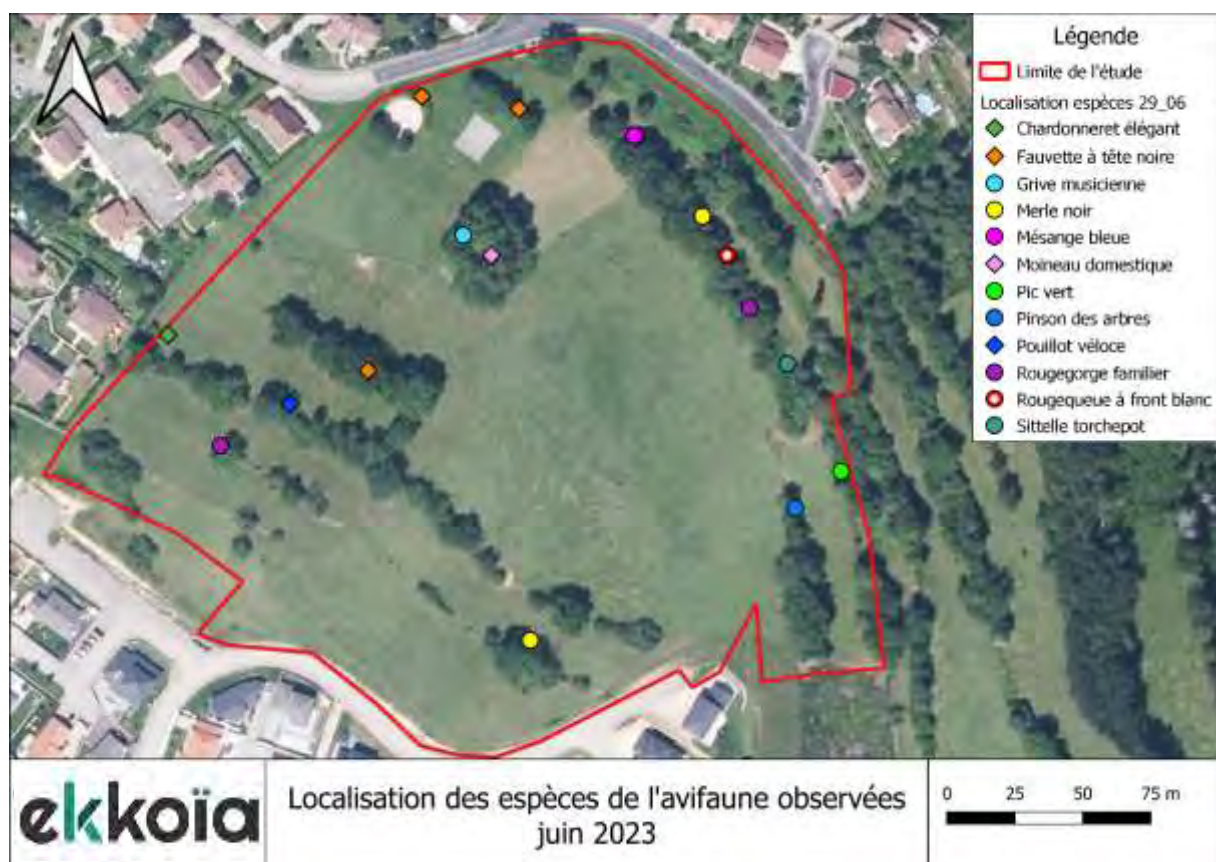 Légende
Limite de l'étude
Localisation espèces 29_06
Chardonneret élégant
Fauvette à tête noire
Grive musicienne
Merle noir
Mésange bleue
Moineau domestique
Pic vert
Pinson des arbres
Pouillot véloce
Rougegorge familier
Rougequeue à front blanc
Sittelle torchepot
ekkoïa
Localisation des espèces de l'avifaune observées
juin 2023
0 25 50 75 m